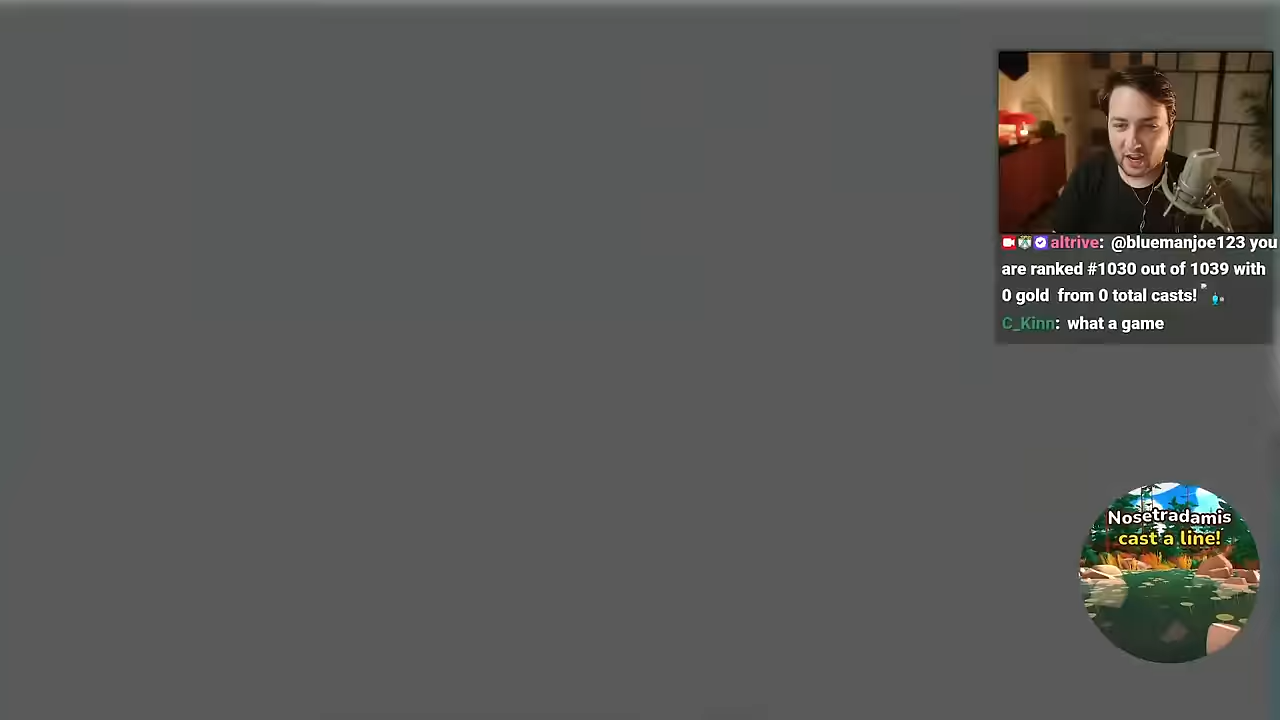 altrive: @bluemanjoe123 you
are ranked #1030 out of 1039 with
0 gold from 0 total casts!
C_Kinn: what a game
Nosetradamis
cast a line!